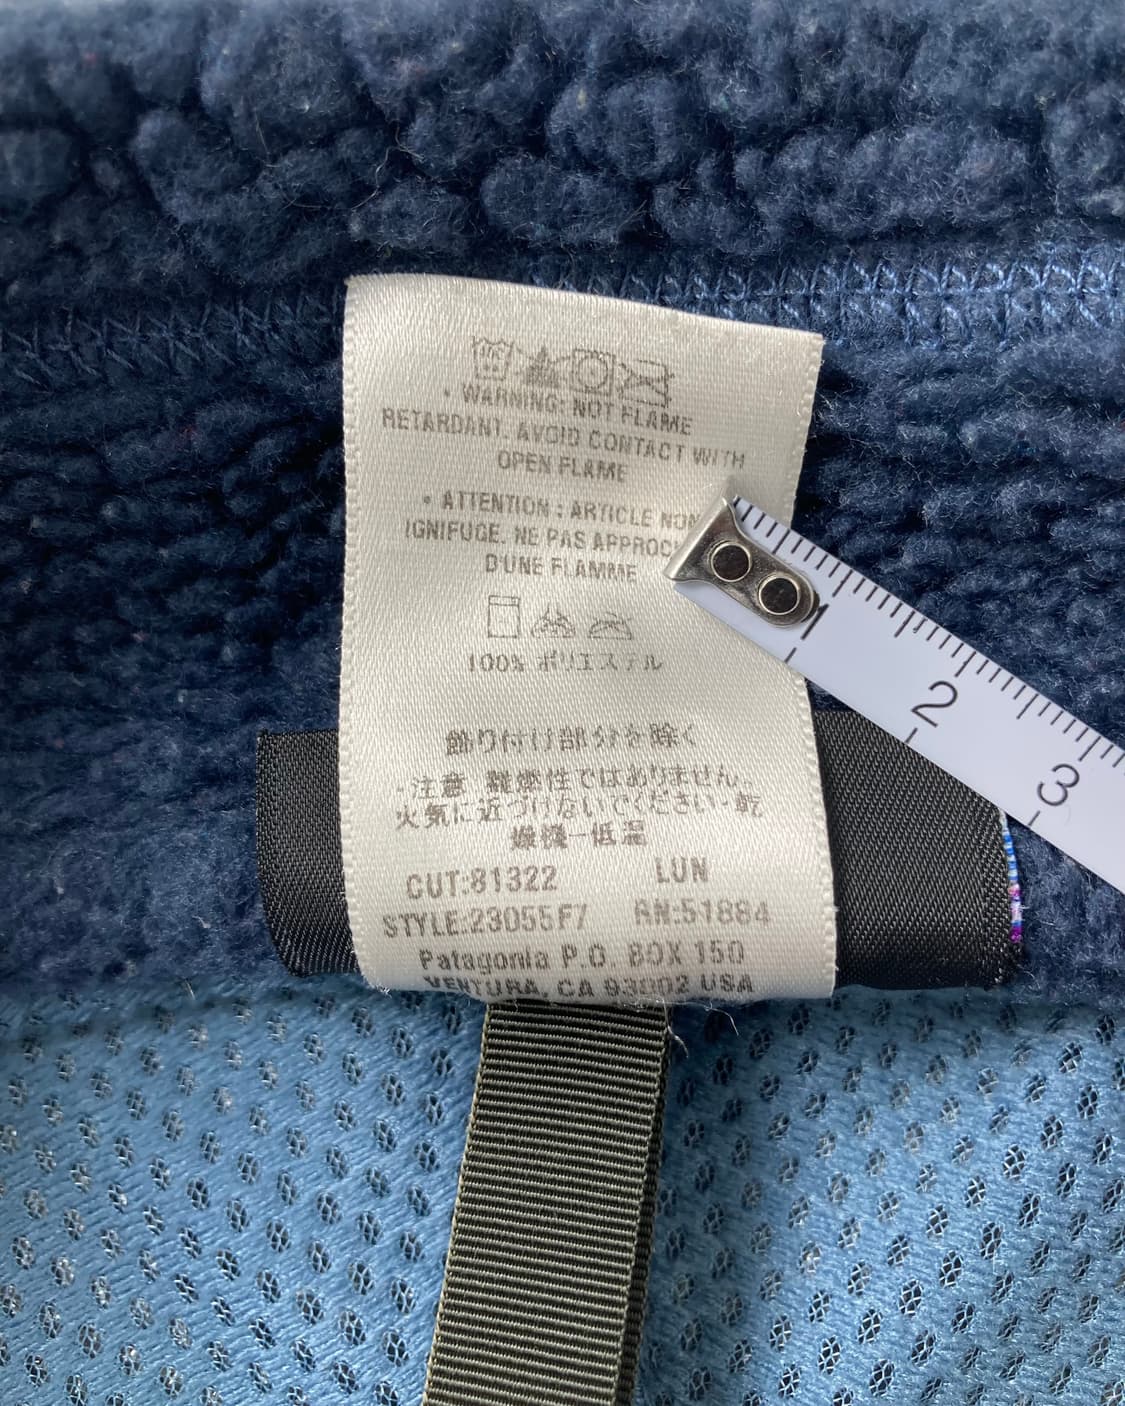 • WARNING: NOT FLAME
RETARDANT. AVOID CONTACT WITH
OPEN FLAME
• ATTENTION : ARTICLE NON
IGNIFUGE. NE PAS APPROC
D'UNE FLAMME
100% ポリエステル
飾り付け部分を除く
・注意 難燃性ではありません。
火気に近づけないでください・乾
燥機－低温
CUT:81322 LUN
STYLE:23055F7 RN:51884
Patagonia P.O. BOX 150
VENTURA, CA 93002 USA
1
2
3